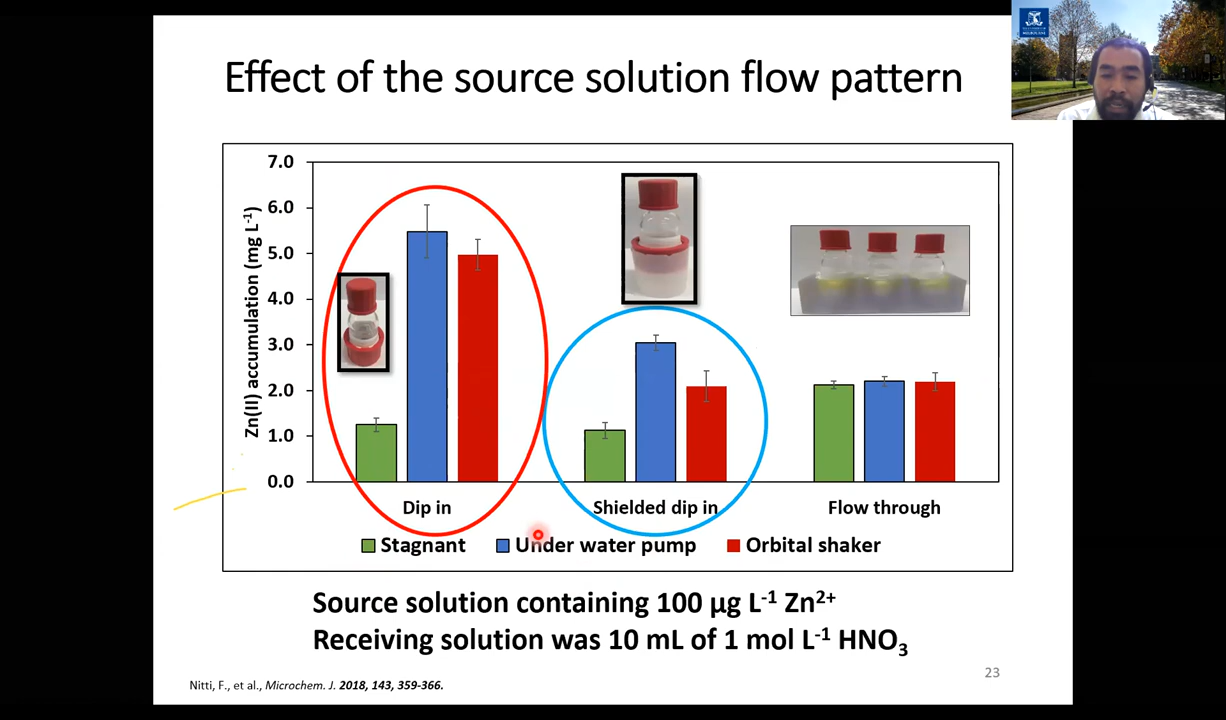 Effect of the source solution flow pattern
Zn(II) accumulation (mg L-1)
7.0
6.0
5.0
4.0
3.0
2.0
1.0
0.0
Dip in
Shielded dip in
Flow through
Stagnant
Under water pump
Orbital shaker
Source solution containing 100 µg L-1 Zn2+
Receiving solution was 10 mL of 1 mol L-1 HNO3
23
Nitti, F., et al., Microchem. J. 2018, 143, 359-366.
MELBOURNE